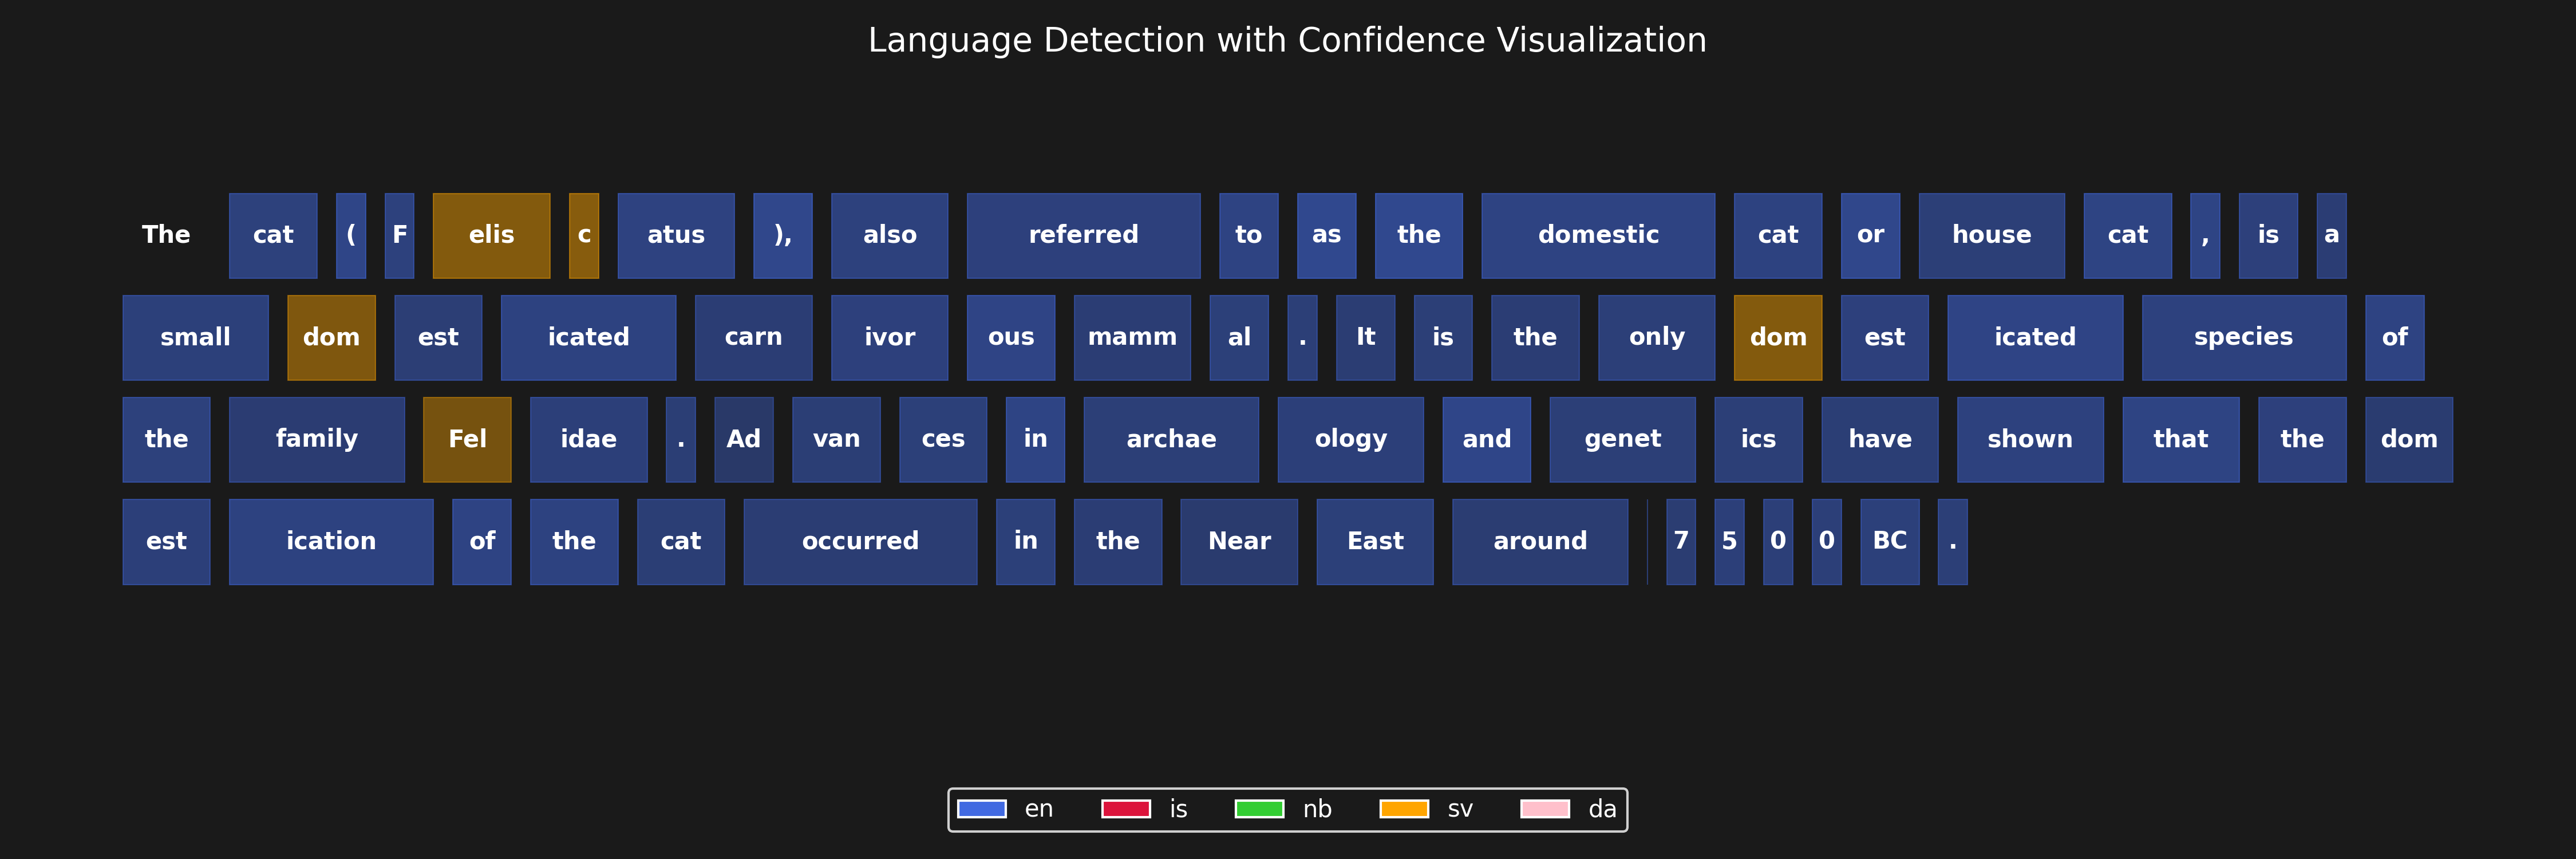 Language Detection with Confidence Visualization
The cat ( F elis c atus ), also referred to as the domestic cat or house cat , is a
small dom est icated carn ivor ous mamm al . It is the only dom est icated species of
the family Fel idae . Ad van ces in archae ology and genet ics have shown that the dom
est ication of the cat occurred in the Near East around 7 5 0 0 BC .
en is nb sv da